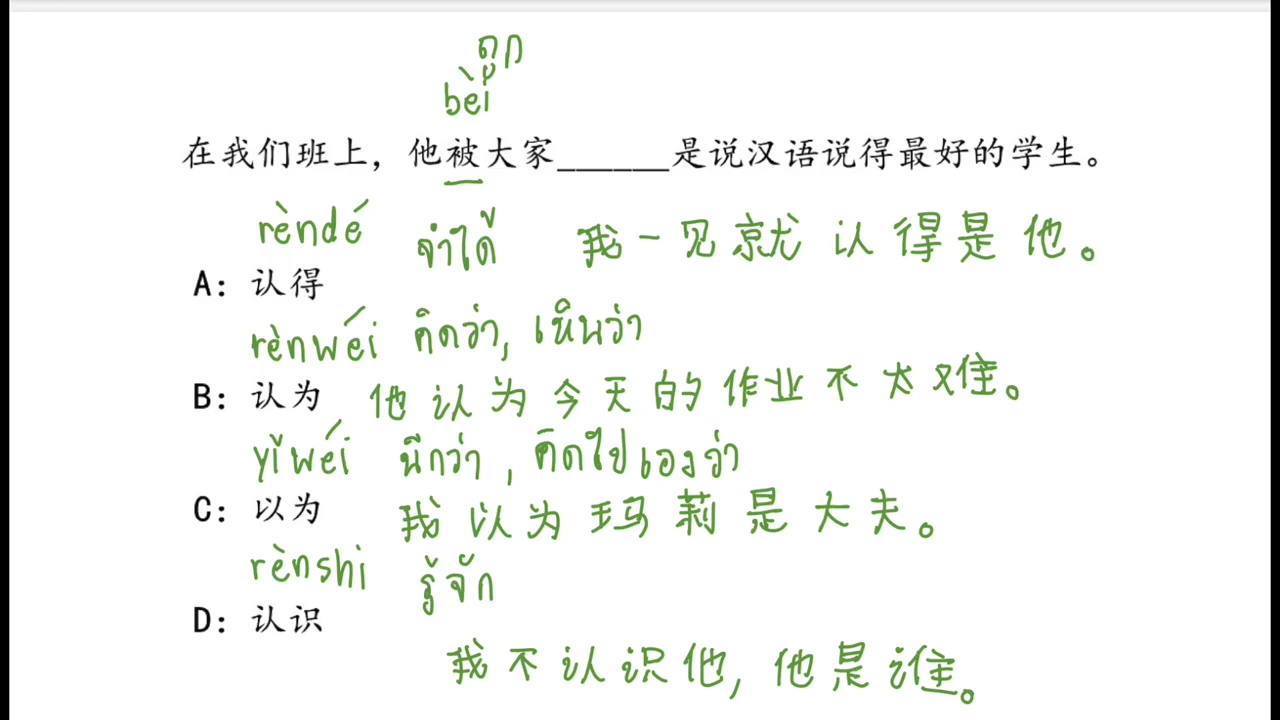 ถูก
bèi
在我们班上，他被大家______是说汉语说得最好的学生。
rèndé จำได้ 我一见就认得是他。
A: 认得
rènwéi คิดว่า, เห็นว่า
B: 认为 他认为今天的作业不太难。
yǐwéi นึกว่า, คิดไปเองว่า
C: 以为 我以为玛莉是大夫。
rènshi รู้จัก
D: 认识
我不认识他, 他是谁。